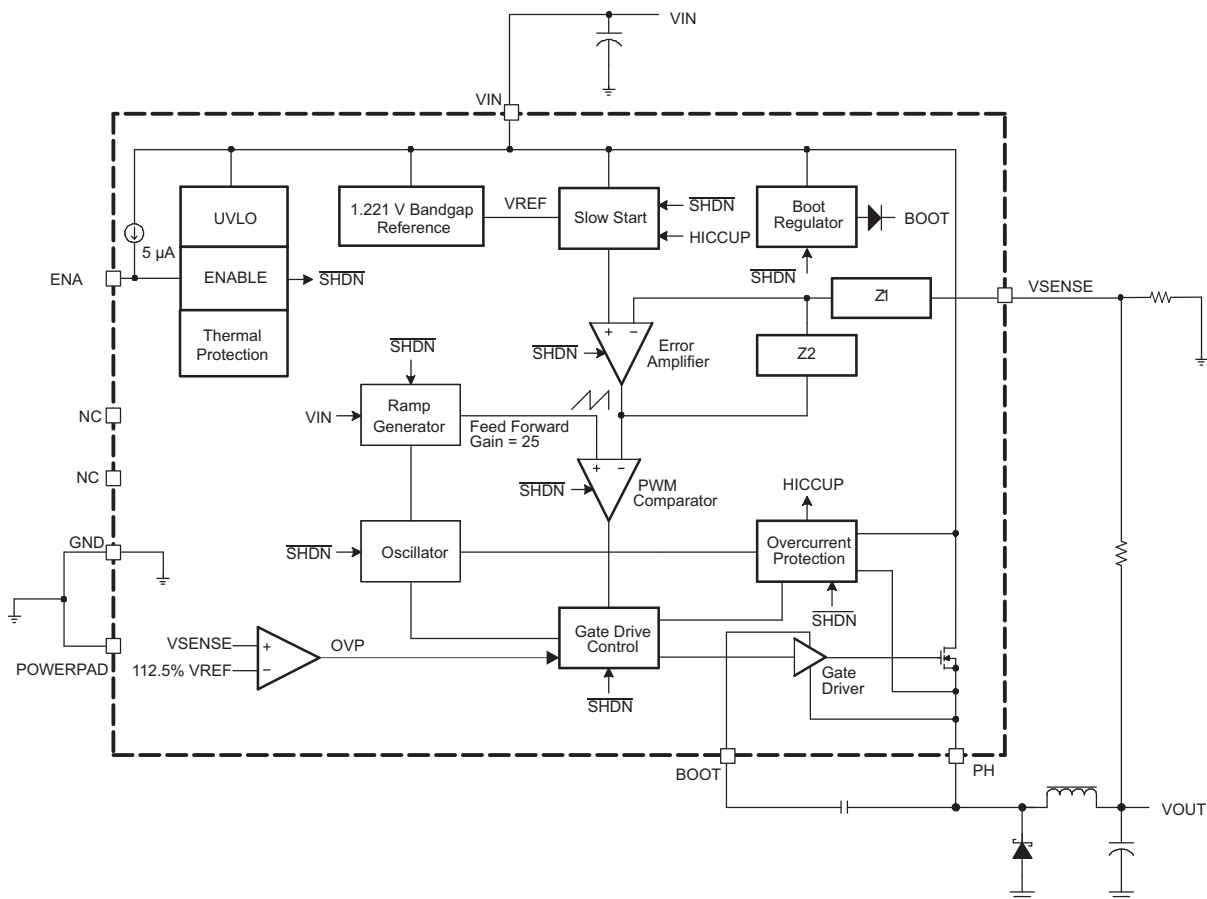 VIN
VIN
UVLO
1.221 V Bandgap
Reference
VREF
Slow Start
SHDN
HICCUP
Boot
Regulator
BOOT
5 µA
ENA
ENABLE
SHDN
SHDN
Z1
VSENSE
Thermal
Protection
SHDN
Error
Amplifier
Z2
SHDN
NC
VIN
Ramp
Generator
Feed Forward
Gain = 25
NC
SHDN
PWM
Comparator
HICCUP
GND
SHDN
Oscillator
Overcurrent
Protection
SHDN
Gate Drive
Control
VSENSE
OVP
POWERPAD
112.5% VREF
Gate
Driver
SHDN
BOOT
PH
VOUT